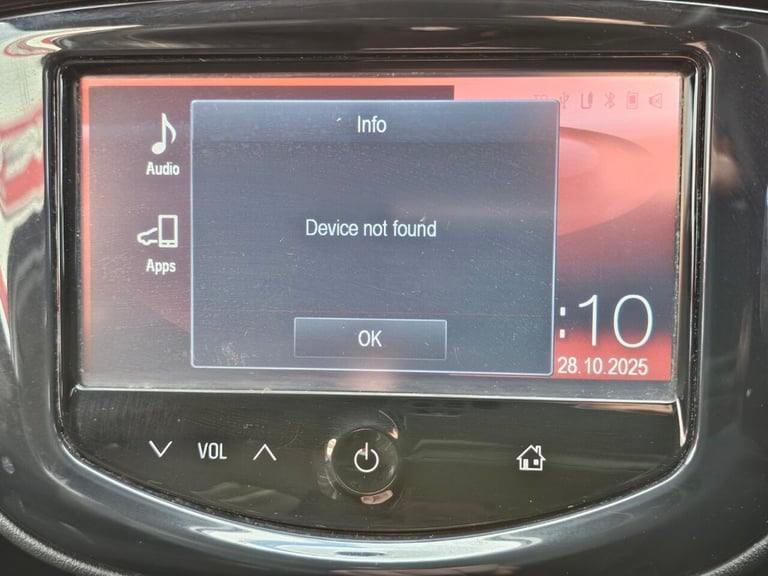 Info
Audio
Device not found
Apps
OK
:10
28.10.2025
VOL